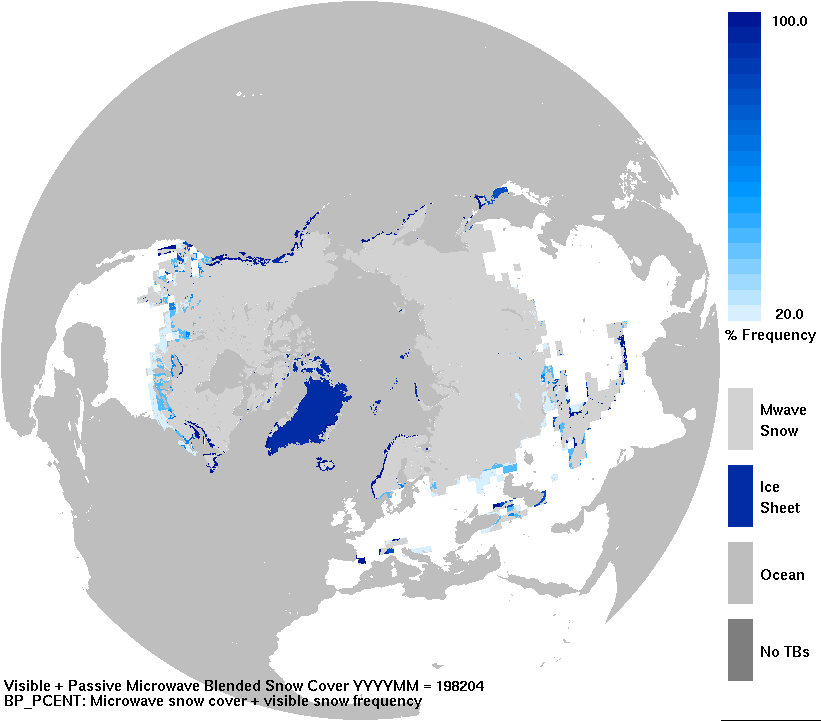 100.0
20.0
% Frequency
Mwave
Snow
Ice
Sheet
Ocean
No TBs
Visible + Passive Microwave Blended Snow Cover YYYYMM = 198204
BP_PCENT: Microwave snow cover + visible snow frequency